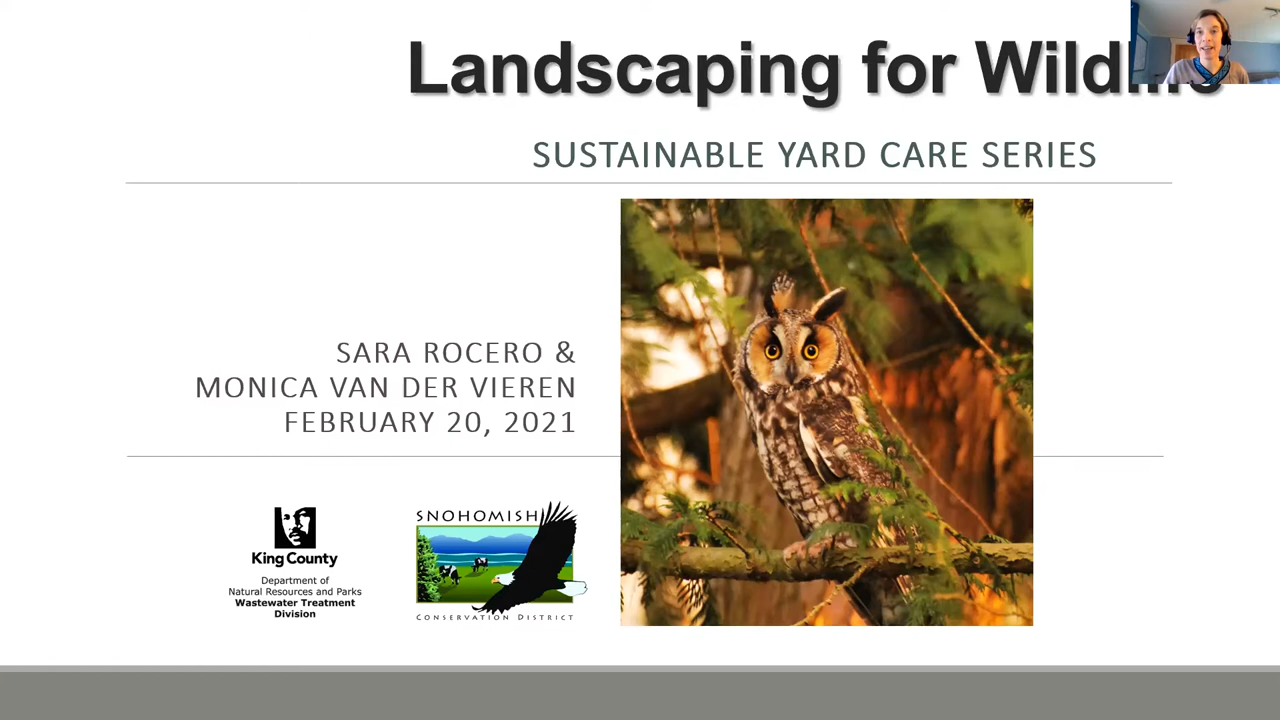 Landscaping for Wildlife
SUSTAINABLE YARD CARE SERIES
SARA ROCERO &
MONICA VAN DER VIEREN
FEBRUARY 20, 2021
King County
Department of
Natural Resources and Parks
Wastewater Treatment
Division
SNOHOMISH
CONSERVATION DISTRICT